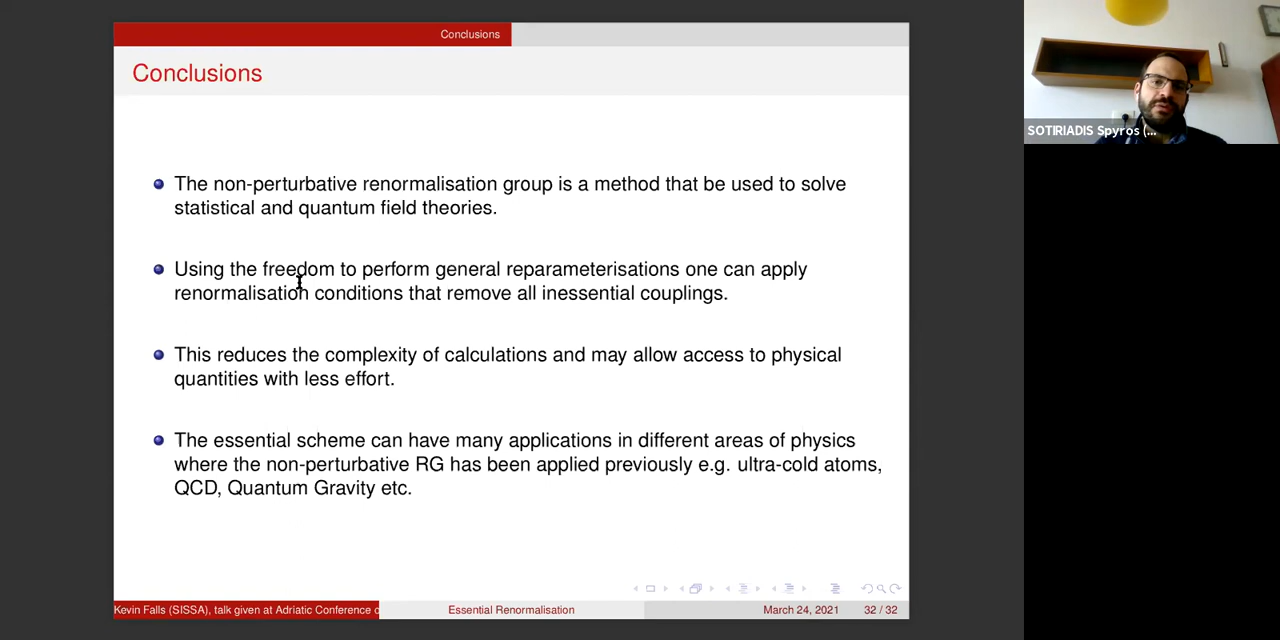 Conclusions
Conclusions
The non-perturbative renormalisation group is a method that be used to solve
statistical and quantum field theories.
Using the freedom to perform general reparameterisations one can apply
renormalisation conditions that remove all inessential couplings.
This reduces the complexity of calculations and may allow access to physical
quantities with less effort.
The essential scheme can have many applications in different areas of physics
where the non-perturbative RG has been applied previously e.g. ultra-cold atoms,
QCD, Quantum Gravity etc.
Kevin Falls (SISSA), talk given at Adriatic Conference o
Essential Renormalisation
March 24, 2021
32 / 32
SOTIRIADIS Spyros (...